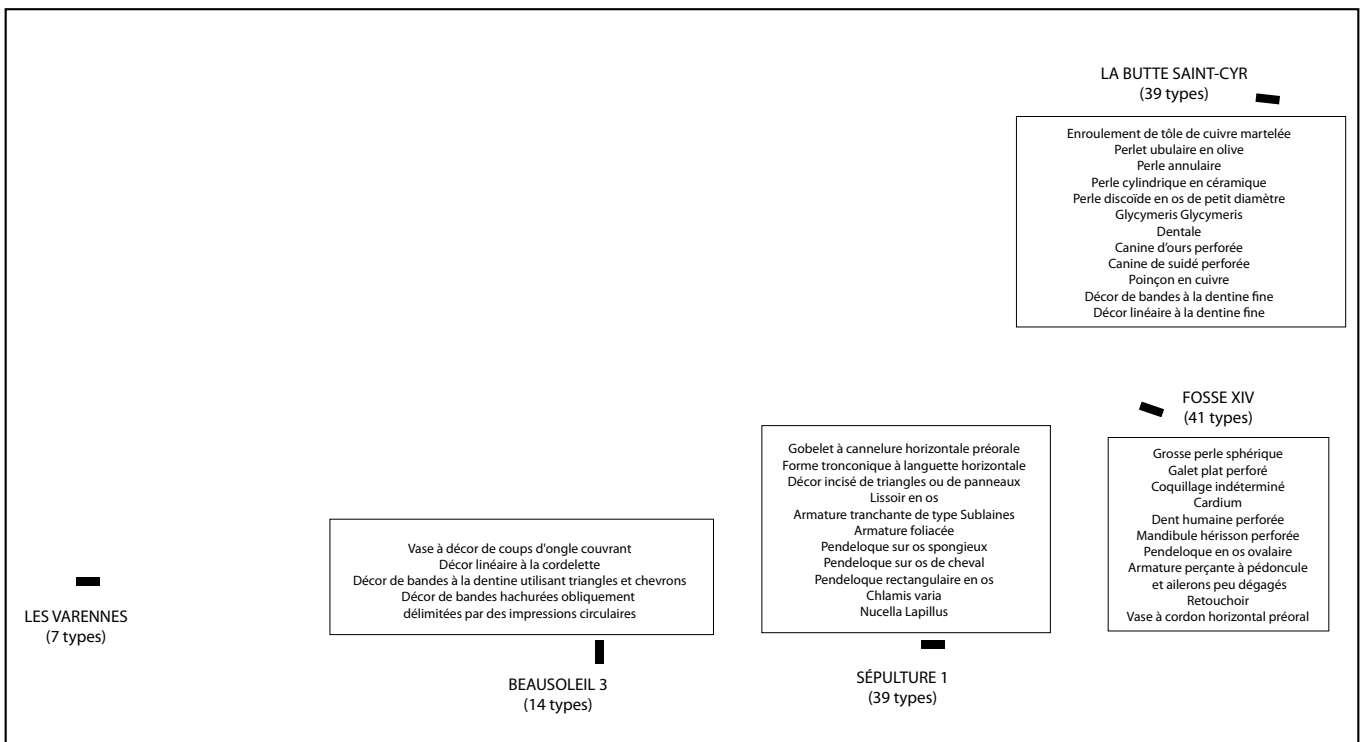 LA BUTTE SAINT-CYR
(39 types)
Enroulement de tôle de cuivre martelée
Perlet ubulaire en olive
Perle annulaire
Perle cylindrique en céramique
Perle discoïde en os de petit diamètre
Glycymeris Glycymeris
Dentale
Canine d'ours perforée
Canine de suidé perforée
Poinçon en cuivre
Décor de bandes à la dentine fine
Décor linéaire à la dentine fine
FOSSE XIV
(41 types)
Grosse perle sphérique
Galet plat perforé
Coquillage indéterminé
Cardium
Dent humaine perforée
Mandibule hérisson perforée
Pendeloque en os ovalaire
Armature perçante à pédoncule
et ailerons peu dégagés
Retouchoir
Vase à cordon horizontal préoral
Gobelet à cannelure horizontale préorale
Forme tronconique à languette horizontale
Décor incisé de triangles ou de panneaux
Lissoir en os
Armature tranchante de type Sublaines
Armature foliacée
Pendeloque sur os spongieux
Pendeloque sur os de cheval
Pendeloque rectangulaire en os
Chlamis varia
Nucella Lapillus
SÉPULTURE 1
(39 types)
Vase à décor de coups d'ongle couvrant
Décor linéaire à la cordelette
Décor de bandes à la dentine utilisant triangles et chevrons
Décor de bandes hachurées obliquement
délimitées par des impressions circulaires
BEAUSOLEIL 3
(14 types)
LES VARENNES
(7 types)